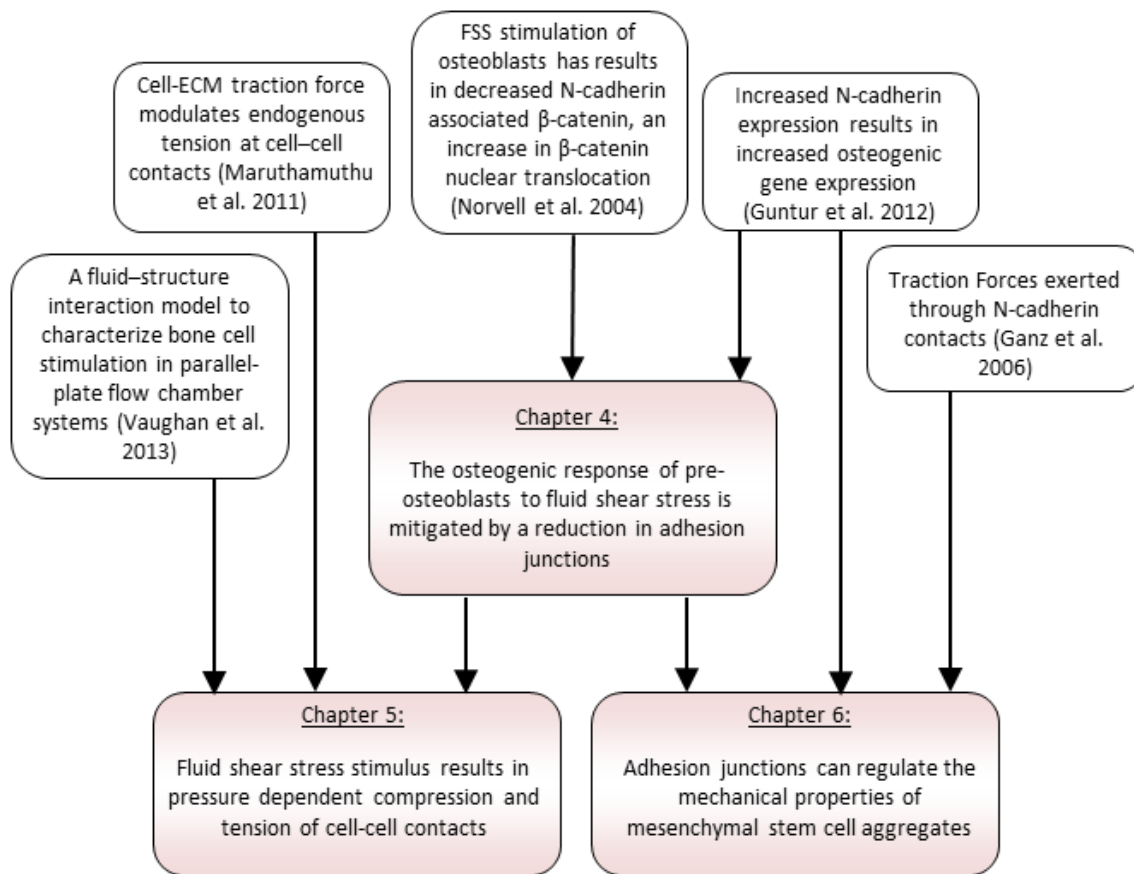 FSS stimulation of
osteoblasts has results
in decreased N-cadherin
associated β-catenin, an
increase in β-catenin
nuclear translocation
(Norvell et al. 2004)
Cell-ECM traction force
modulates endogenous
tension at cell–cell
contacts (Maruthamuthu
et al. 2011)
Increased N-cadherin
expression results in
increased osteogenic
gene expression
(Guntur et al. 2012)
A fluid–structure
interaction model to
characterize bone cell
stimulation in parallel-
plate flow chamber
systems (Vaughan et al.
2013)
Traction Forces exerted
through N-cadherin
contacts (Ganz et al.
2006)
Chapter 4:
The osteogenic response of pre-
osteoblasts to fluid shear stress is
mitigated by a reduction in adhesion
junctions
Chapter 5:
Fluid shear stress stimulus results in
pressure dependent compression and
tension of cell-cell contacts
Chapter 6:
Adhesion junctions can regulate the
mechanical properties of
mesenchymal stem cell aggregates